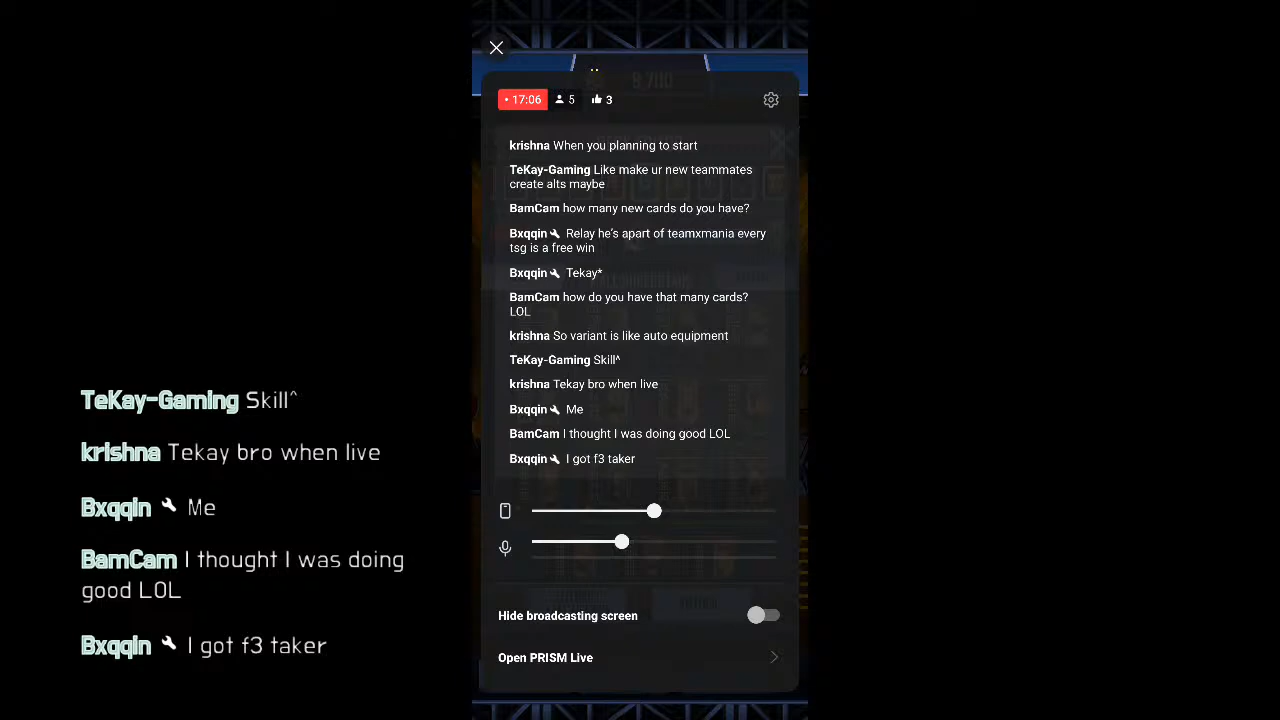 17:06 5 3
krishna When you planning to start
TeKay-Gaming Like make ur new teammates
create alts maybe
BamCam how many new cards do you have?
Bxqqin Relay he's apart of teamxmania every
tsg is a free win
Bxqqin Tekay*
BamCam how do you have that many cards?
LOL
krishna So variant is like auto equipment
TeKay-Gaming Skill^
krishna Tekay bro when live
Bxqqin Me
BamCam I thought I was doing good LOL
Bxqqin I got f3 taker
Hide broadcasting screen
Open PRISM Live
TeKay-Gaming Skill^
krishna Tekay bro when live
Bxqqin Me
BamCam I thought I was doing
good LOL
Bxqqin I got f3 taker